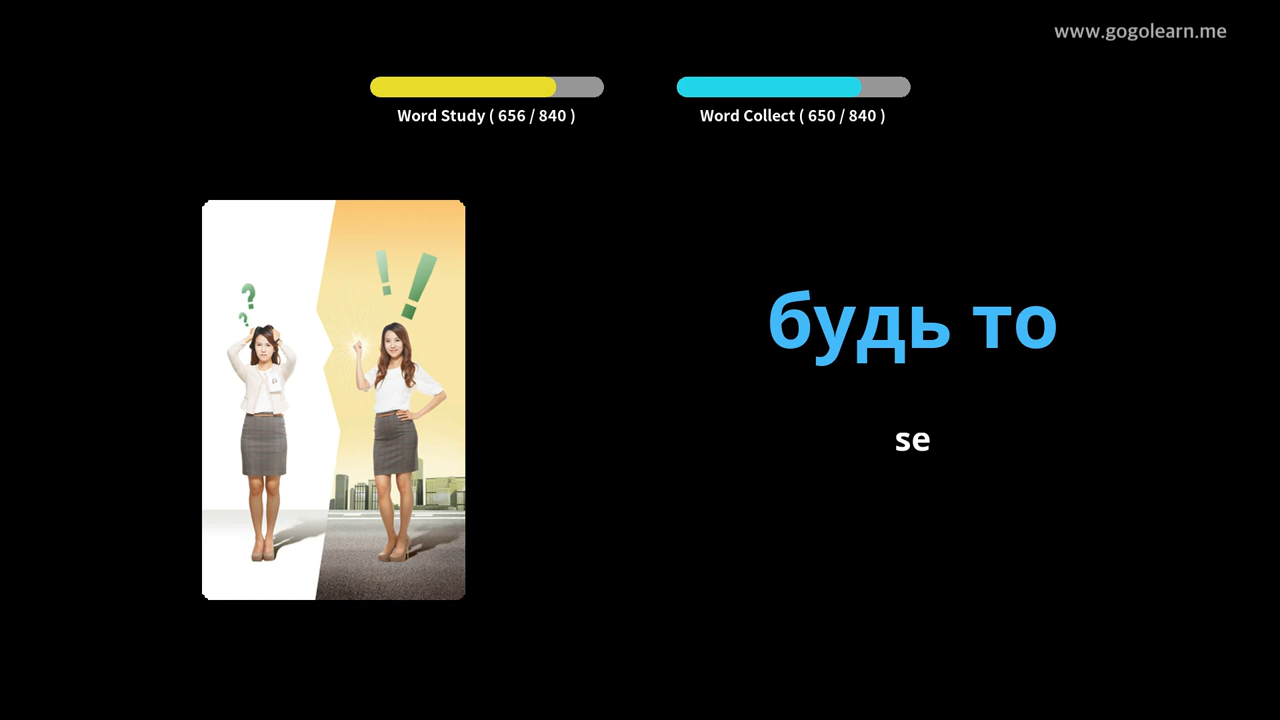 www.gogolearn.me
Word Study ( 656 / 840 )
Word Collect ( 650 / 840 )
? !!
?
будь то
se